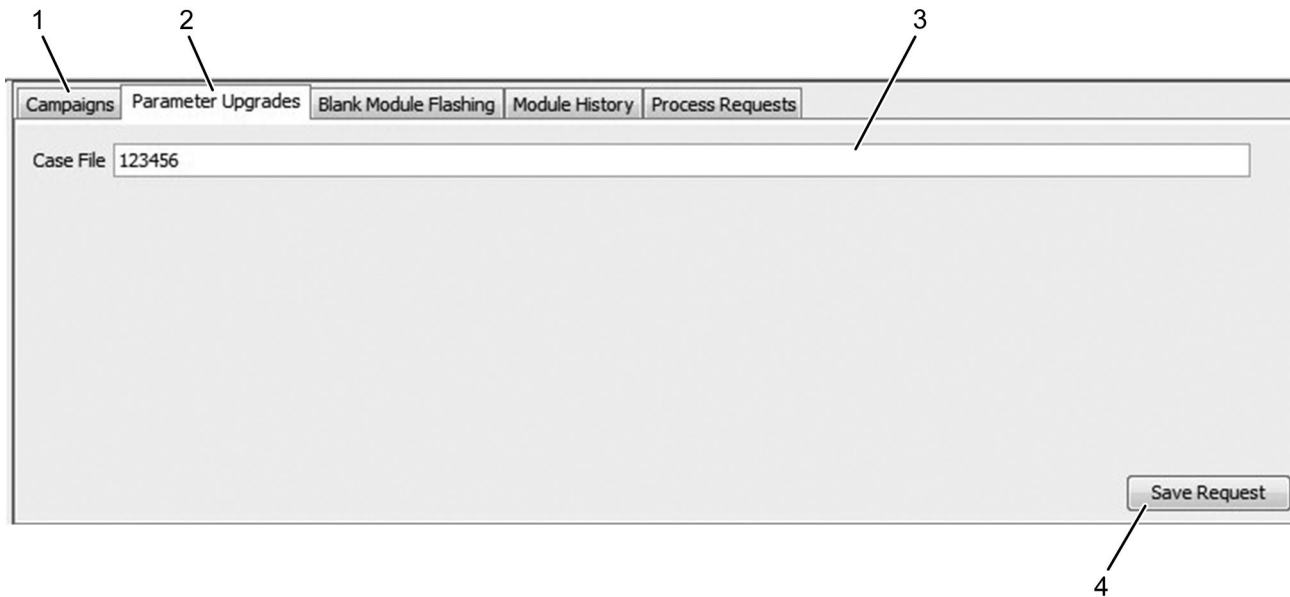 1 2 3
Campaigns Parameter Upgrades Blank Module Flashing Module History Process Requests
Case File 123456
Save Request
4